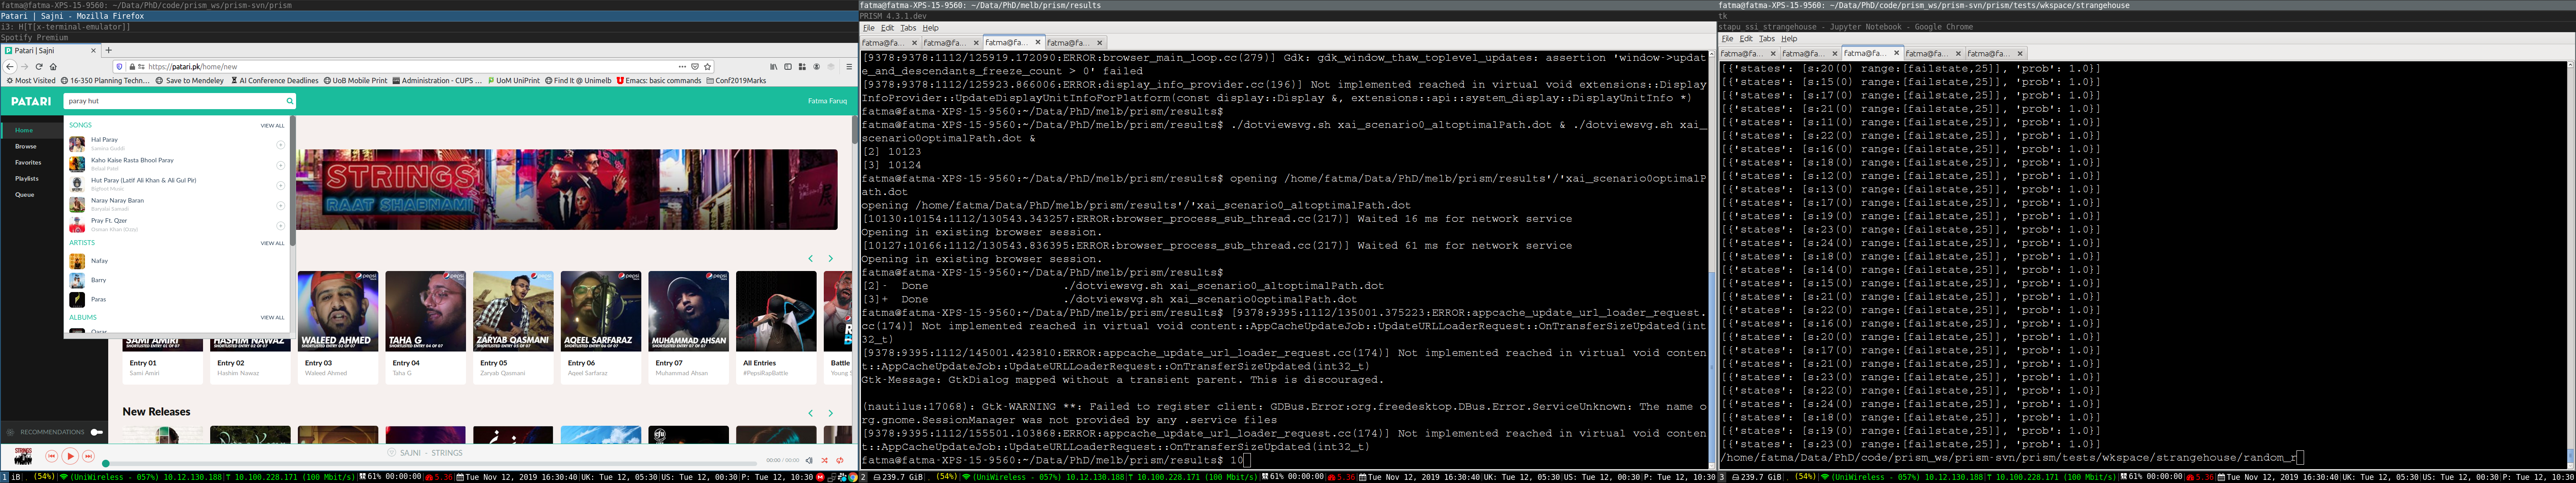 fatma@fatma-XPS-15-9560: ~/Data/PhD/code/prism_ws/prism-svn/prism
Patari | Sajni - Mozilla Firefox
i3: H[T[x-terminal-emulator]]
Spotify Premium
Patari | Sajni
https://patari.pk/home/new
Most Visited
16-350 Planning Techn...
Save to Mendeley
AI Conference Deadlines
UoB Mobile Print
Administration - CUPS ...
UoM UniPrint
Find It @ Unimelb
Emacs: basic commands
Conf2019Marks
PATARI
paray hut
Fatma Faruq
Home
Browse
Favorites
Playlists
Queue
SONGS
VIEW ALL
Hal Paray
Kaho Kaise Rasta Bhool Paray
Hut Paray (Latif Ali Khan & Ali Gul Pir)
Bighust Music
Naray Naray Baran
Pray Ft. Qzer
ARTISTS
VIEW ALL
Nafay
Barry
Paras
ALBUMS
VIEW ALL
STRINGS
RAAT SHABNAMI
pepsi
SAMI AMIRI
HASHIM NAWAZ
WALEED AHMED
TAHA G
ZARYAB QASMANI
AQEEL SARFARAZ
MUHAMMAD AHSAN
Entry 01
Sami Amiri
Entry 02
Hashim Nawaz
Entry 03
Waleed Ahmed
Entry 04
Taha G
Entry 05
Zaryab Qasmani
Entry 06
Aqeel Sarfaraz
Entry 07
Muhammad Ahsan
All Entries
#PepsiRapBattle
Battle
Young
New Releases
RECOMMENDATIONS
SAJNI - STRINGS
00:00 / 00:00
1 iB| (54%)|(UniWireless - 057%) 10.12.130.188|T 10.100.228.171 (100 Mbit/s)|61% 00:00:00|5.36|Tue Nov 12, 2019 16:30:40|UK: Tue 12, 05:30|US: Tue 12, 00:30|P: Tue 12, 10:30
fatma@fatma-XPS-15-9560: ~/Data/PhD/melb/prism/results
PRISM 4.3.1.dev
File Edit Tabs Help
fatma@fa... fatma@fa... fatma@fa... fatma@fa...
[9378:9378:1112/125919.172090:ERROR:browser_main_loop.cc(279)] Gdk: gdk_window_thaw_toplevel_updates: assertion 'window->updat
e_and_descendants_freeze_count > 0' failed
[9378:9378:1112/125923.866006:ERROR:display_info_provider.cc(196)] Not implemented reached in virtual void extensions::Display
InfoProvider::UpdateDisplayUnitInfoForPlatform(const display::Display &, extensions::api::system_display::DisplayUnitInfo *)
fatma@fatma-XPS-15-9560:~/Data/PhD/melb/prism/results$
fatma@fatma-XPS-15-9560:~/Data/PhD/melb/prism/results$ ./dotviewsvg.sh xai_scenario0_altoptimalPath.dot & ./dotviewsvg.sh xai_
scenario0optimalPath.dot &
[2] 10123
[3] 10124
fatma@fatma-XPS-15-9560:~/Data/PhD/melb/prism/results$ opening /home/fatma/Data/PhD/melb/prism/results'/'xai_scenario0optimalP
ath.dot
opening /home/fatma/Data/PhD/melb/prism/results'/'xai_scenario0_altoptimalPath.dot
[10130:10154:1112/130543.343257:ERROR:browser_process_sub_thread.cc(217)] Waited 16 ms for network service
Opening in existing browser session.
[10127:10166:1112/130543.836395:ERROR:browser_process_sub_thread.cc(217)] Waited 61 ms for network service
Opening in existing browser session.
fatma@fatma-XPS-15-9560:~/Data/PhD/melb/prism/results$
[2]- Done ./dotviewsvg.sh xai_scenario0_altoptimalPath.dot
[3]+ Done ./dotviewsvg.sh xai_scenario0optimalPath.dot
fatma@fatma-XPS-15-9560:~/Data/PhD/melb/prism/results$ [9378:9395:1112/135001.375223:ERROR:appcache_update_url_loader_request.
cc(174)] Not implemented reached in virtual void content::AppCacheUpdateJob::UpdateURLLoaderRequest::OnTransferSizeUpdated(int
32_t)
[9378:9395:1112/145001.423810:ERROR:appcache_update_url_loader_request.cc(174)] Not implemented reached in virtual void conten
t::AppCacheUpdateJob::UpdateURLLoaderRequest::OnTransferSizeUpdated(int32_t)
Gtk-Message: GtkDialog mapped without a transient parent. This is discouraged.
(nautilus:17068): Gtk-WARNING **: Failed to register client: GDBus.Error:org.freedesktop.DBus.Error.ServiceUnknown: The name o
rg.gnome.SessionManager was not provided by any .service files
[9378:9395:1112/155501.103868:ERROR:appcache_update_url_loader_request.cc(174)] Not implemented reached in virtual void conten
t::AppCacheUpdateJob::UpdateURLLoaderRequest::OnTransferSizeUpdated(int32_t)
fatma@fatma-XPS-15-9560:~/Data/PhD/melb/prism/results$ 10
2 239.7 GiB| (54%)|(UniWireless - 057%) 10.12.130.188|T 10.100.228.171 (100 Mbit/s)|61% 00:00:00|5.36|Tue Nov 12, 2019 16:30:40|UK: Tue 12, 05:30|US: Tue 12, 00:30|P: Tue 12, 10:30
fatma@fatma-XPS-15-9560: ~/Data/PhD/code/prism_ws/prism-svn/prism/tests/wkspace/strangehouse
tk
stapu_ssi_strangehouse - Jupyter Notebook - Google Chrome
File Edit Tabs Help
fatma@fa... fatma@fa... fatma@fa... fatma@fa... fatma@fa...
[{'states': [s:20(0) range:[failstate,25]], 'prob': 1.0}]
[{'states': [s:15(0) range:[failstate,25]], 'prob': 1.0}]
[{'states': [s:17(0) range:[failstate,25]], 'prob': 1.0}]
[{'states': [s:21(0) range:[failstate,25]], 'prob': 1.0}]
[{'states': [s:11(0) range:[failstate,25]], 'prob': 1.0}]
[{'states': [s:22(0) range:[failstate,25]], 'prob': 1.0}]
[{'states': [s:16(0) range:[failstate,25]], 'prob': 1.0}]
[{'states': [s:18(0) range:[failstate,25]], 'prob': 1.0}]
[{'states': [s:12(0) range:[failstate,25]], 'prob': 1.0}]
[{'states': [s:13(0) range:[failstate,25]], 'prob': 1.0}]
[{'states': [s:17(0) range:[failstate,25]], 'prob': 1.0}]
[{'states': [s:19(0) range:[failstate,25]], 'prob': 1.0}]
[{'states': [s:23(0) range:[failstate,25]], 'prob': 1.0}]
[{'states': [s:24(0) range:[failstate,25]], 'prob': 1.0}]
[{'states': [s:18(0) range:[failstate,25]], 'prob': 1.0}]
[{'states': [s:14(0) range:[failstate,25]], 'prob': 1.0}]
[{'states': [s:15(0) range:[failstate,25]], 'prob': 1.0}]
[{'states': [s:21(0) range:[failstate,25]], 'prob': 1.0}]
[{'states': [s:22(0) range:[failstate,25]], 'prob': 1.0}]
[{'states': [s:16(0) range:[failstate,25]], 'prob': 1.0}]
[{'states': [s:20(0) range:[failstate,25]], 'prob': 1.0}]
[{'states': [s:17(0) range:[failstate,25]], 'prob': 1.0}]
[{'states': [s:21(0) range:[failstate,25]], 'prob': 1.0}]
[{'states': [s:23(0) range:[failstate,25]], 'prob': 1.0}]
[{'states': [s:22(0) range:[failstate,25]], 'prob': 1.0}]
[{'states': [s:24(0) range:[failstate,25]], 'prob': 1.0}]
[{'states': [s:18(0) range:[failstate,25]], 'prob': 1.0}]
[{'states': [s:19(0) range:[failstate,25]], 'prob': 1.0}]
[{'states': [s:23(0) range:[failstate,25]], 'prob': 1.0}]
/home/fatma/Data/PhD/code/prism_ws/prism-svn/prism/tests/wkspace/strangehouse/random_r
3 239.7 GiB| (54%)|(UniWireless - 057%) 10.12.130.188|T 10.100.228.171 (100 Mbit/s)|61% 00:00:00|5.36|Tue Nov 12, 2019 16:30:40|UK: Tue 12, 05:30|US: Tue 12, 00:30|P: Tue 12, 10:30